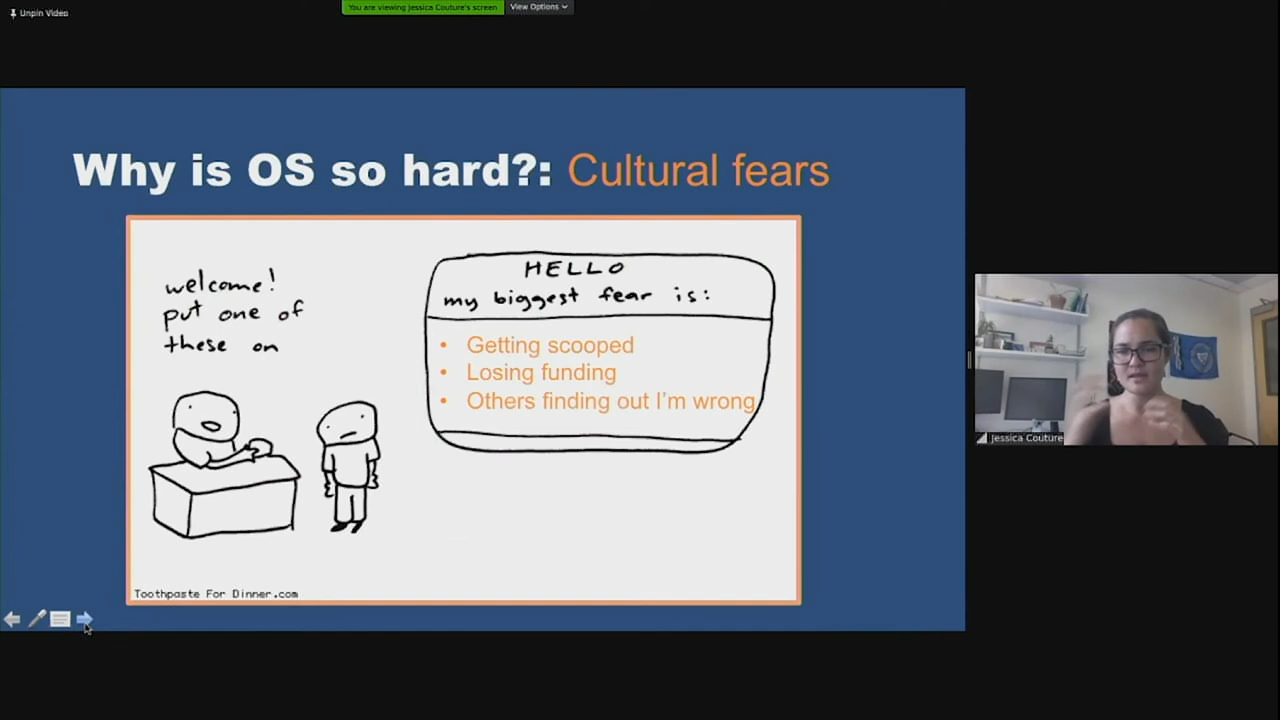 Unpin Video
You are viewing Jessica Couture's screen
View Options
Why is OS so hard?: Cultural fears
welcome!
put one of
these on
HELLO
my biggest fear is:
• Getting scooped
• Losing funding
• Others finding out I'm wrong
Toothpaste For Dinner.com
Jessica Couture